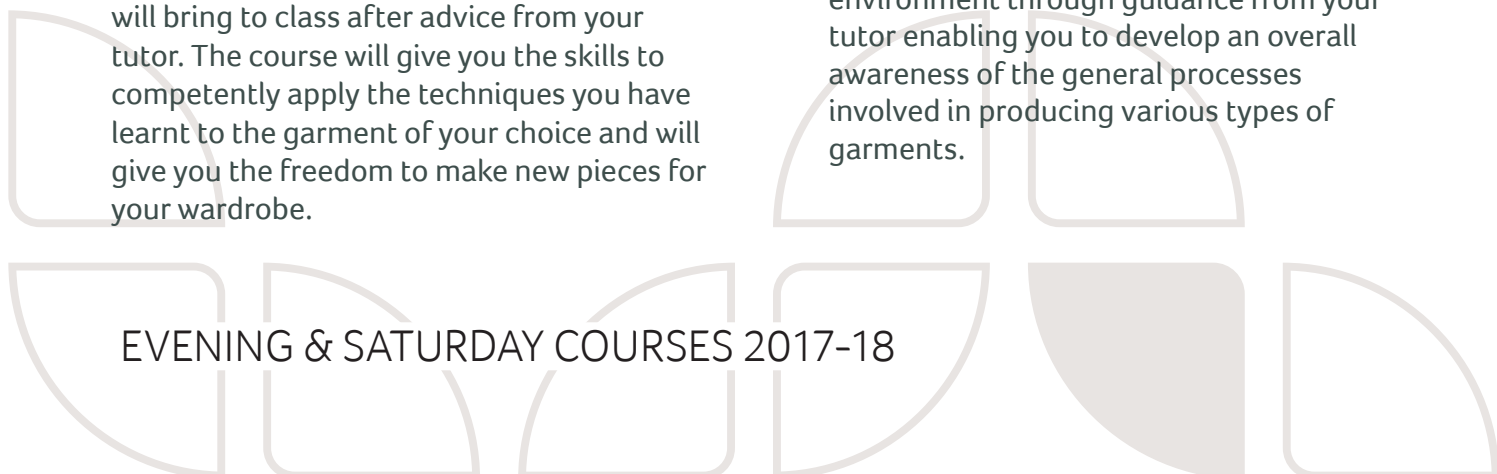 will bring to class after advice from your
tutor. The course will give you the skills to
competently apply the techniques you have
learnt to the garment of your choice and will
give you the freedom to make new pieces for
your wardrobe.
environment through guidance from your
tutor enabling you to develop an overall
awareness of the general processes
involved in producing various types of
garments.
EVENING & SATURDAY COURSES 2017-18